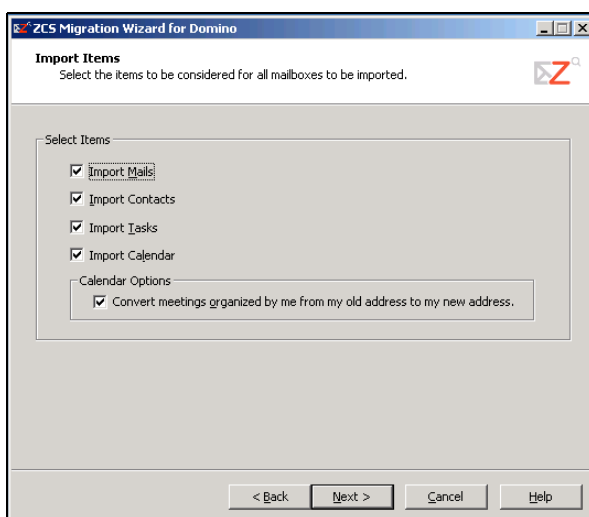 ZCS Migration Wizard for Domino
Import Items
Select the items to be considered for all mailboxes to be imported.
Z
Select Items
Import Mails
Import Contacts
Import Tasks
Import Calendar
Calendar Options
Convert meetings organized by me from my old address to my new address.
< Back Next > Cancel Help